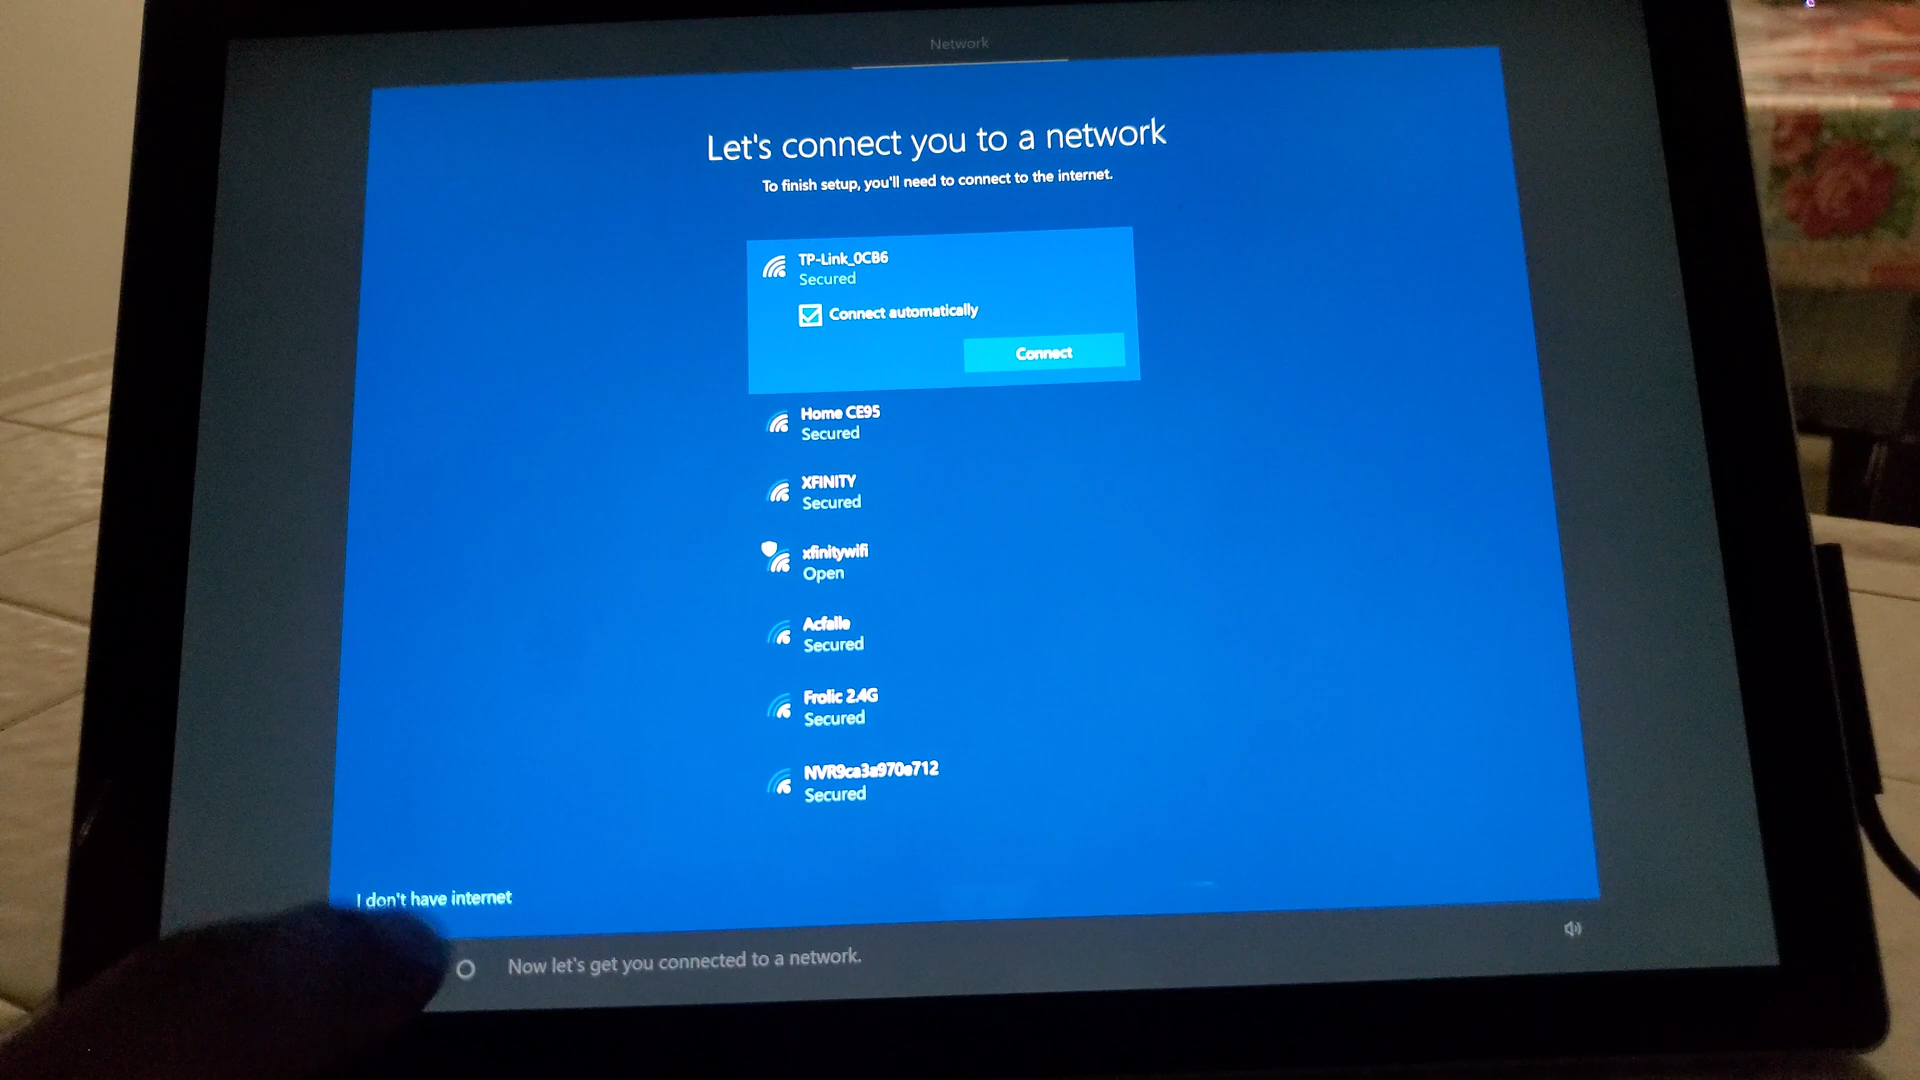 Network
Let's connect you to a network
To finish setup, you'll need to connect to the internet.
TP-Link_0CB6
Secured
Connect automatically
Connect
Home CE95
Secured
XFINITY
Secured
xfinitywifi
Open
Acfalle
Secured
Frolic 2.4G
Secured
NVR9ca3a970e712
Secured
I don't have internet
Now let's get you connected to a network.